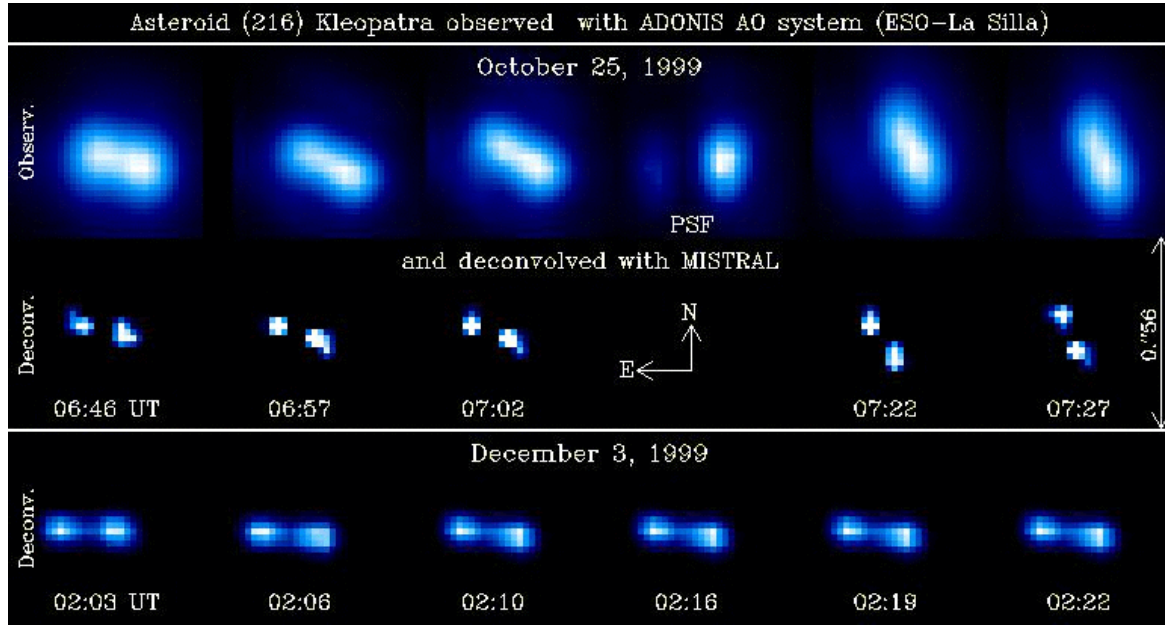 Asteroid (216) Kleopatra observed with ADONIS AO system (ESO-La Silla)
October 25, 1999
Observ.
PSF
and deconvolved with MISTRAL
Deconv.
N
E
0."56
06:46 UT 06:57 07:02 07:22 07:27
December 3, 1999
Deconv.
02:03 UT 02:06 02:10 02:16 02:19 02:22